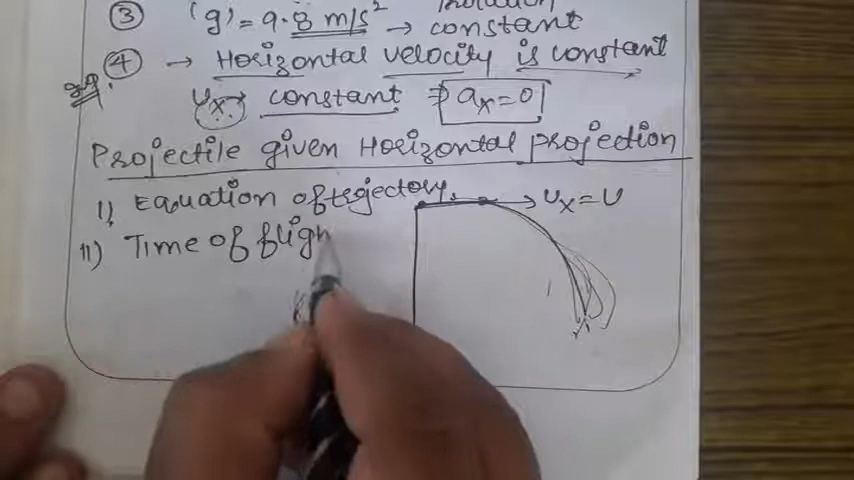 ③ (g) = 9.8 m/s² → constant
④ → Horizontal velocity is constant
Ux → constant ⇒ ax = 0
Projectile given Horizontal projection
I) Equation of trajectory.
Ux = U
II) Time of fligh